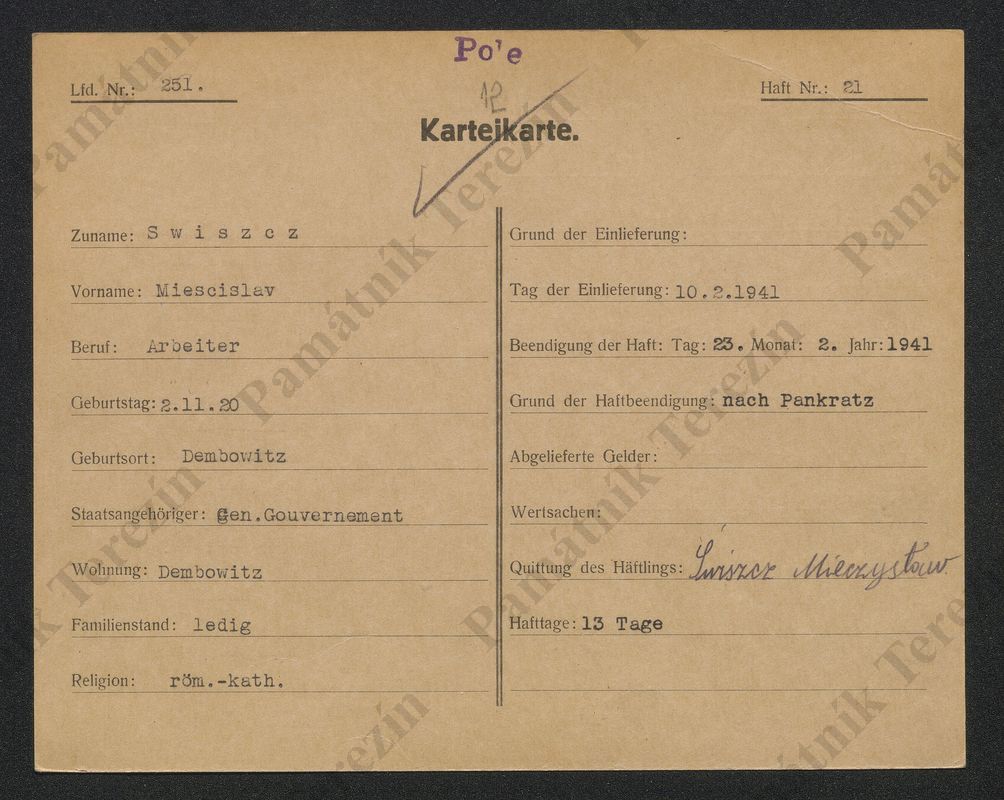 Po'e
Lfd. Nr.: 251.
Haft Nr.: 21
12
Karteikarte.
Zuname: Swiszcz
Vorname: Miescislav
Beruf: Arbeiter
Geburtstag: 2.11.20
Geburtsort: Dembowitz
Staatsangehöriger: Gen.Gouvernement
Wohnung: Dembowitz
Familienstand: ledig
Religion: röm.-kath.
Grund der Einlieferung:
Tag der Einlieferung: 10.2.1941
Beendigung der Haft: Tag: 23. Monat: 2. Jahr: 1941
Grund der Haftbeendigung: nach Pankratz
Abgelieferte Gelder:
Wertsachen:
Quittung des Häftlings: Świszcz Mieczysław
Hafttage: 13 Tage
Památník Terezín